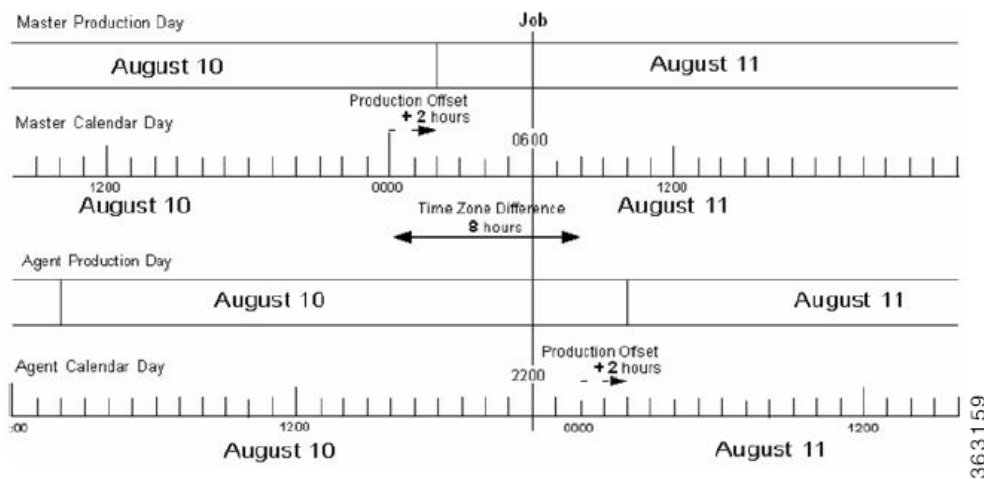 Master Production Day
Job
August 10
August 11
Production Offset
+ 2 hours
Master Calendar Day
0600
1200
0000
1200
August 10
August 11
Time Zone Difference
8 hours
Agent Production Day
August 10
August 11
Production Offset
+ 2 hours
Agent Calendar Day
2200
:00
1200
0000
1200
August 10
August 11
363159